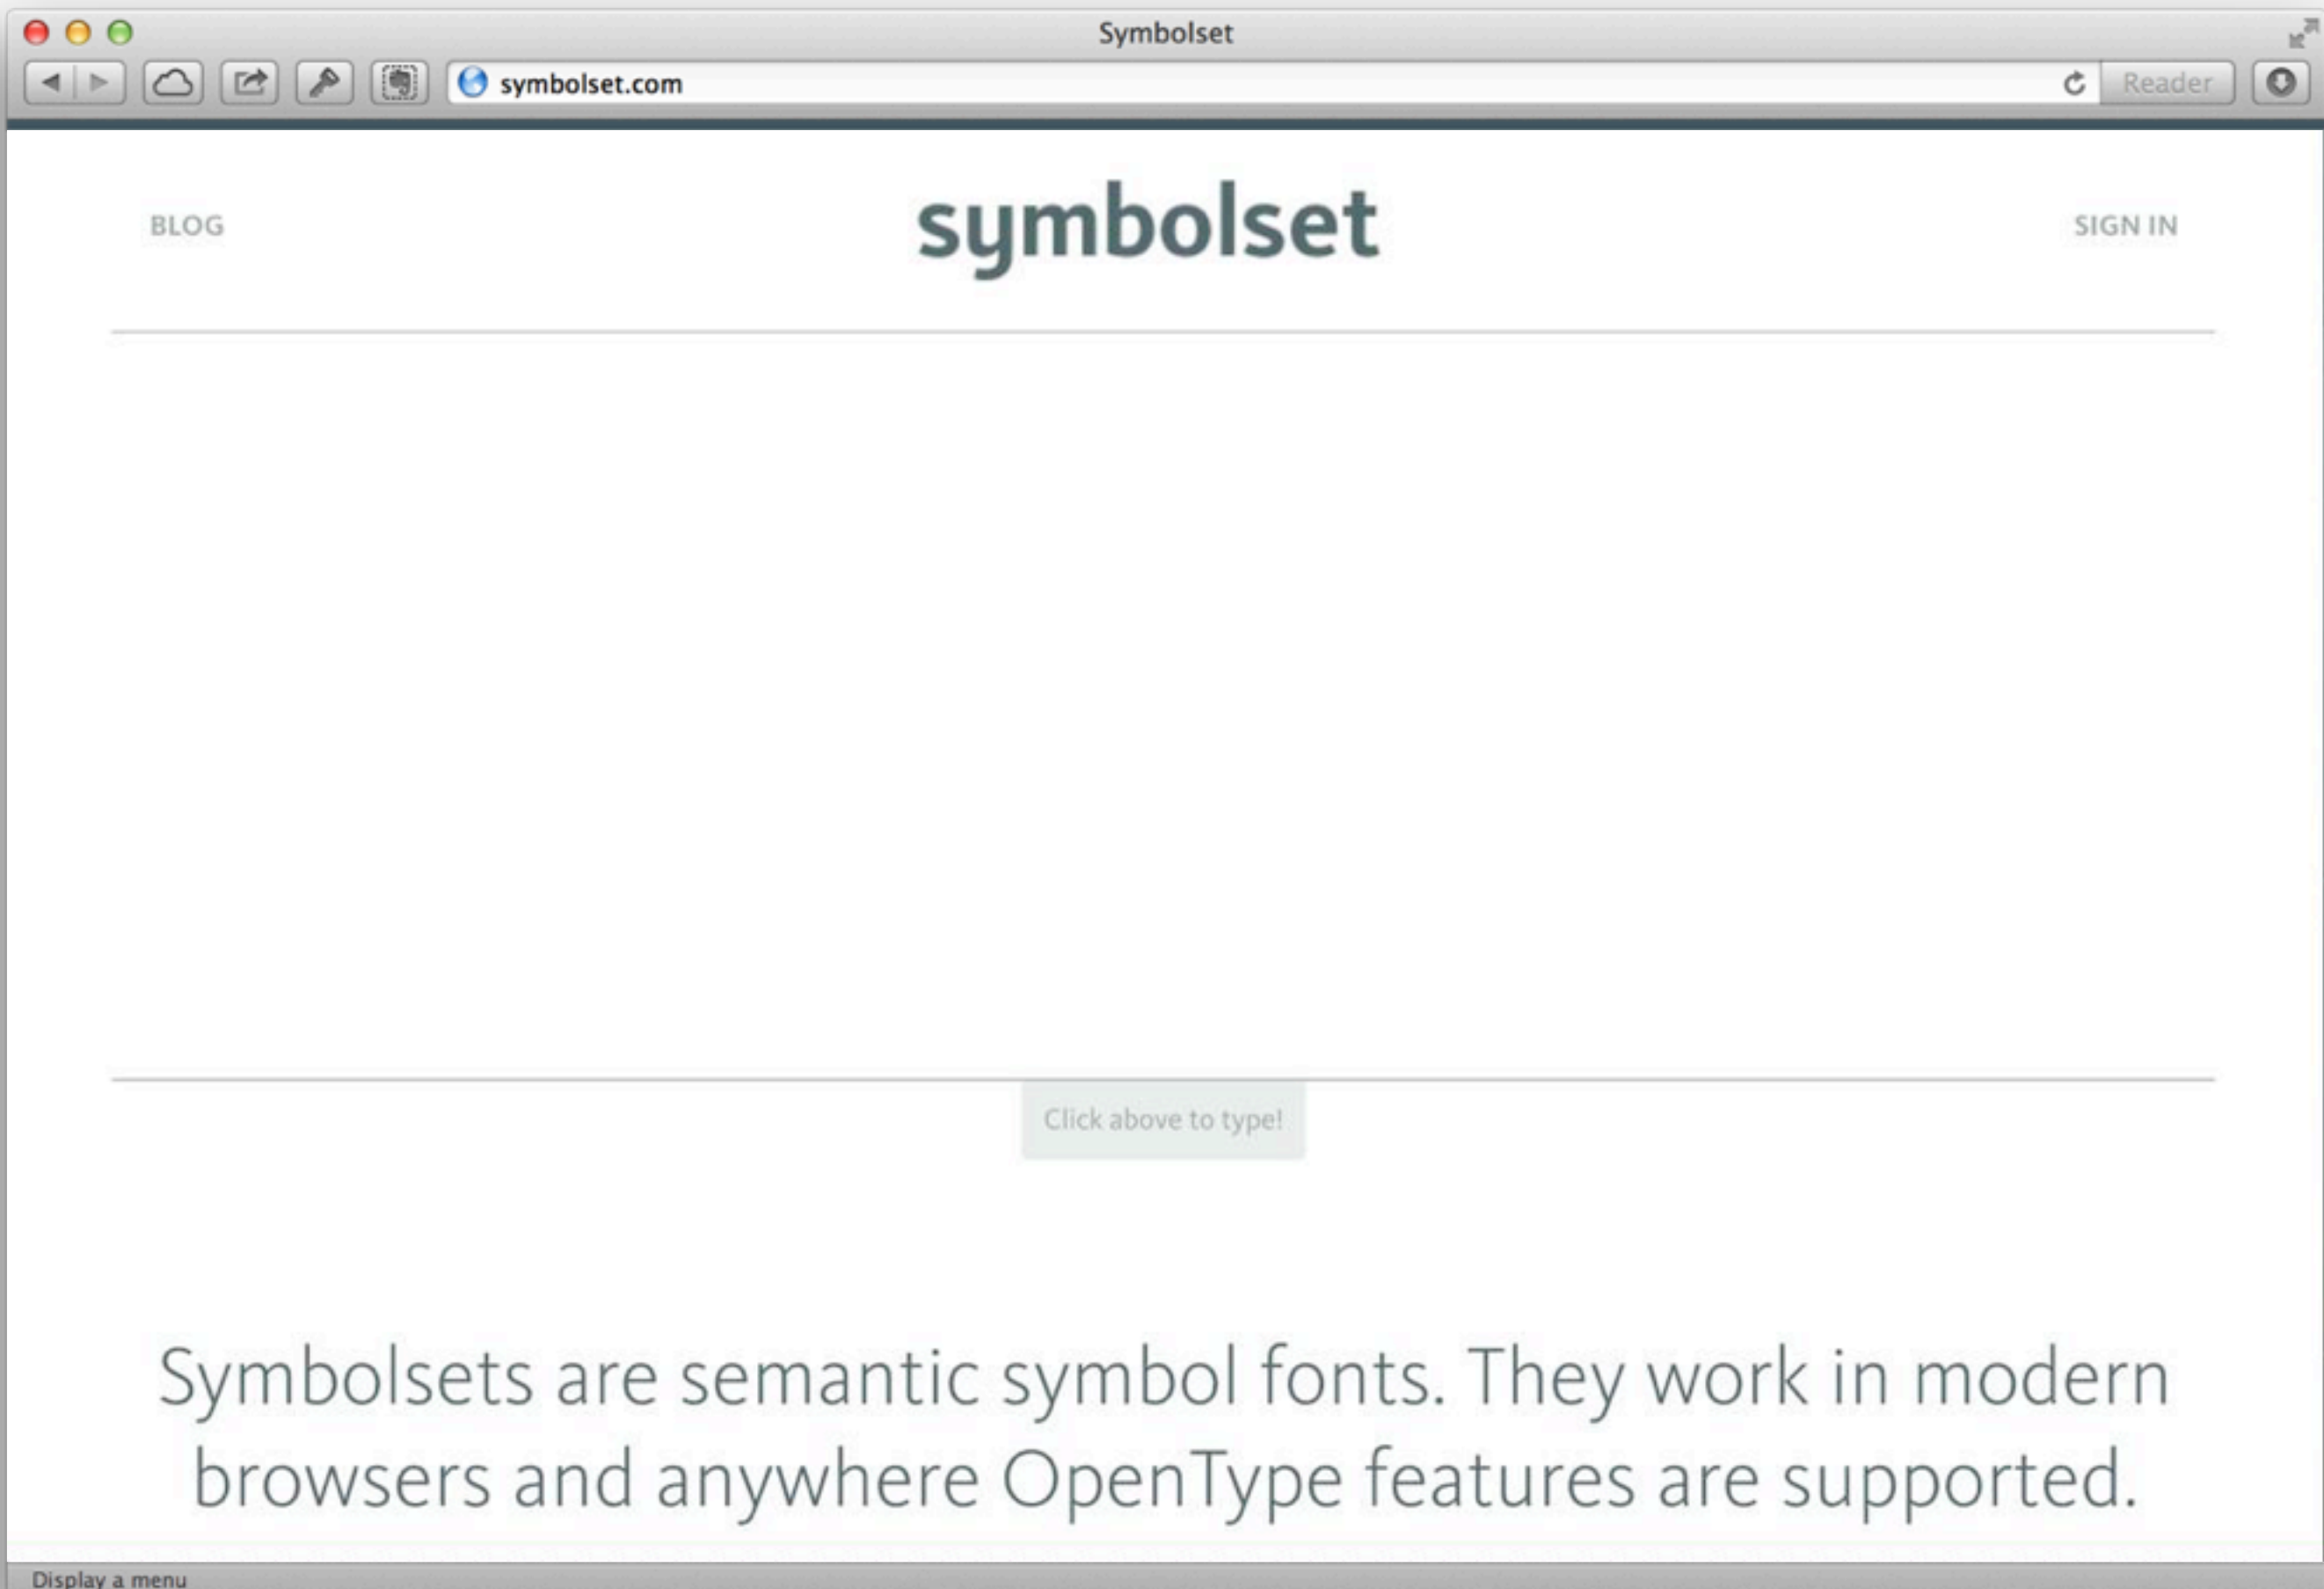 Symbolset
symbolset.com
Reader
BLOG
symbolset
SIGN IN
Click above to type!
Symbolsets are semantic symbol fonts. They work in modern
browsers and anywhere OpenType features are supported.
Display a menu